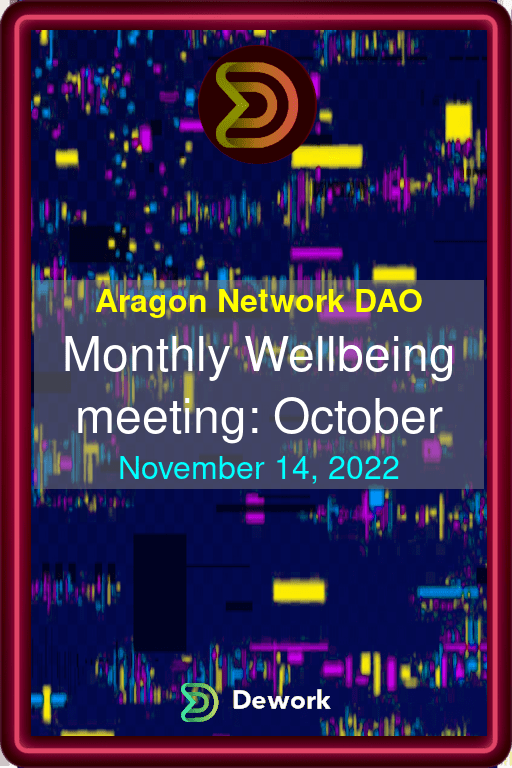 Aragon Network DAO
Monthly Wellbeing
meeting: October
November 14, 2022
Dework